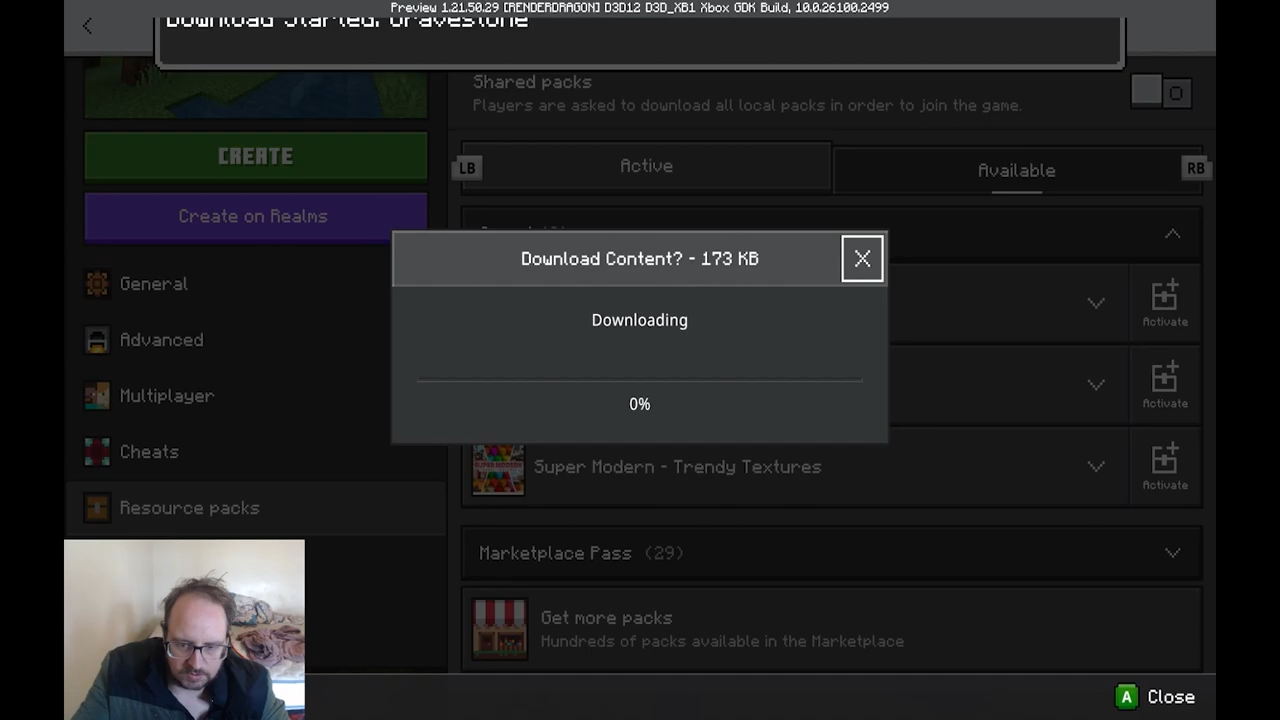 Preview 1.21.50.29 [RENDERDRAGON] D3D12 D3D_XB1 Xbox GDK Build, 10.0.26100.2499
Download Started: Gravestone
Shared packs
Players are asked to download all local packs in order to join the game.
CREATE
LB
Active
Available
RB
Create on Realms
Download Content? - 173 KB
General
Downloading
Activate
Advanced
Multiplayer
0%
Activate
Cheats
Super Modern - Trendy Textures
Activate
Resource packs
Marketplace Pass (29)
Get more packs
Hundreds of packs available in the Marketplace
A Close